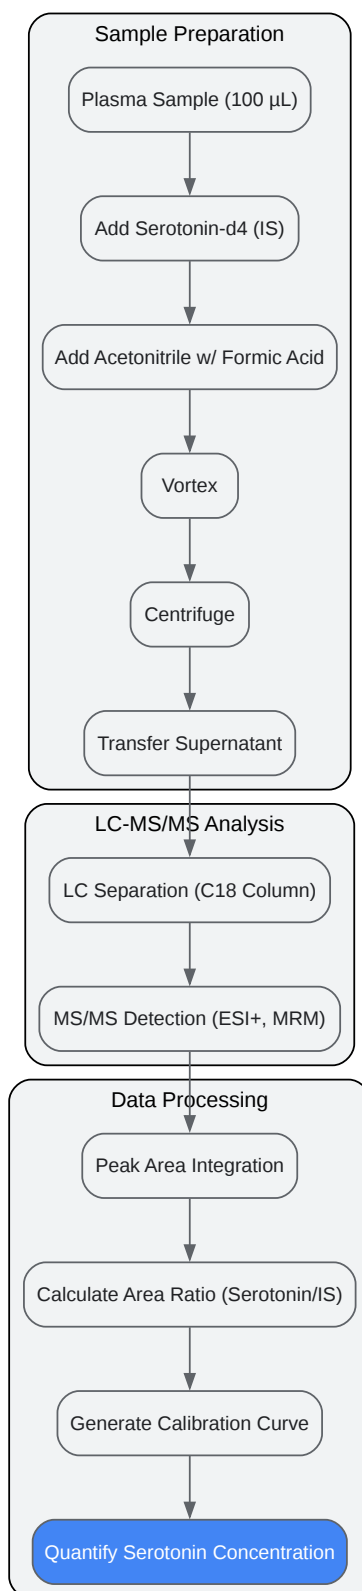 Sample Preparation
Plasma Sample (100 µL)
Add Serotonin-d4 (IS)
Add Acetonitrile w/ Formic Acid
Vortex
Centrifuge
Transfer Supernatant
LC-MS/MS Analysis
LC Separation (C18 Column)
MS/MS Detection (ESI+, MRM)
Data Processing
Peak Area Integration
Calculate Area Ratio (Serotonin/IS)
Generate Calibration Curve
Quantify Serotonin Concentration